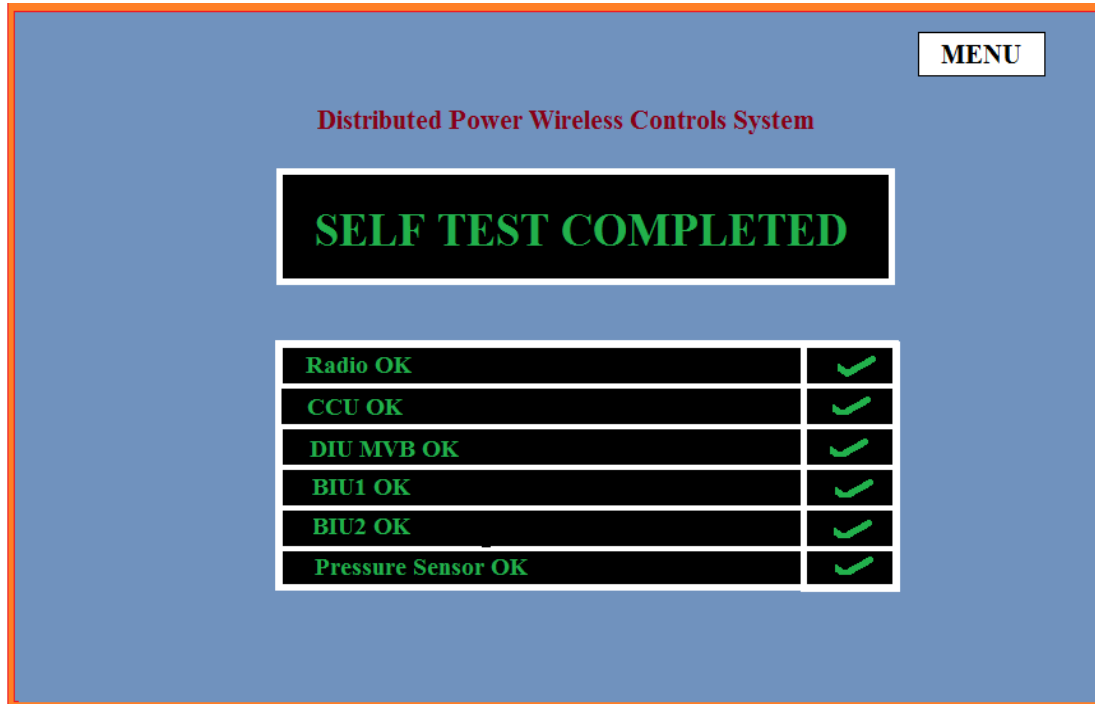 MENU
Distributed Power Wireless Controls System
SELF TEST COMPLETED
Radio OK
CCU OK
DIU MVB OK
BIU1 OK
BIU2 OK
Pressure Sensor OK